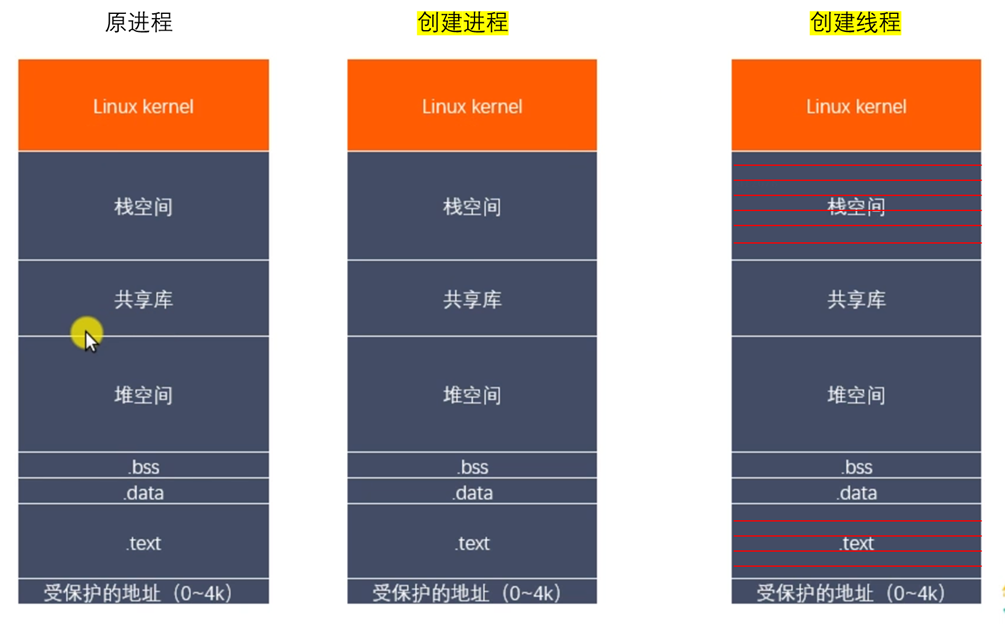 原进程
创建进程
创建线程
Linux kernel
栈空间
共享库
堆空间
.bss
.data
.text
受保护的地址（0~4k）
Linux kernel
栈空间
共享库
堆空间
.bss
.data
.text
受保护的地址（0~4k）
Linux kernel
栈空间
共享库
堆空间
.bss
.data
.text
受保护的地址（0~4k）